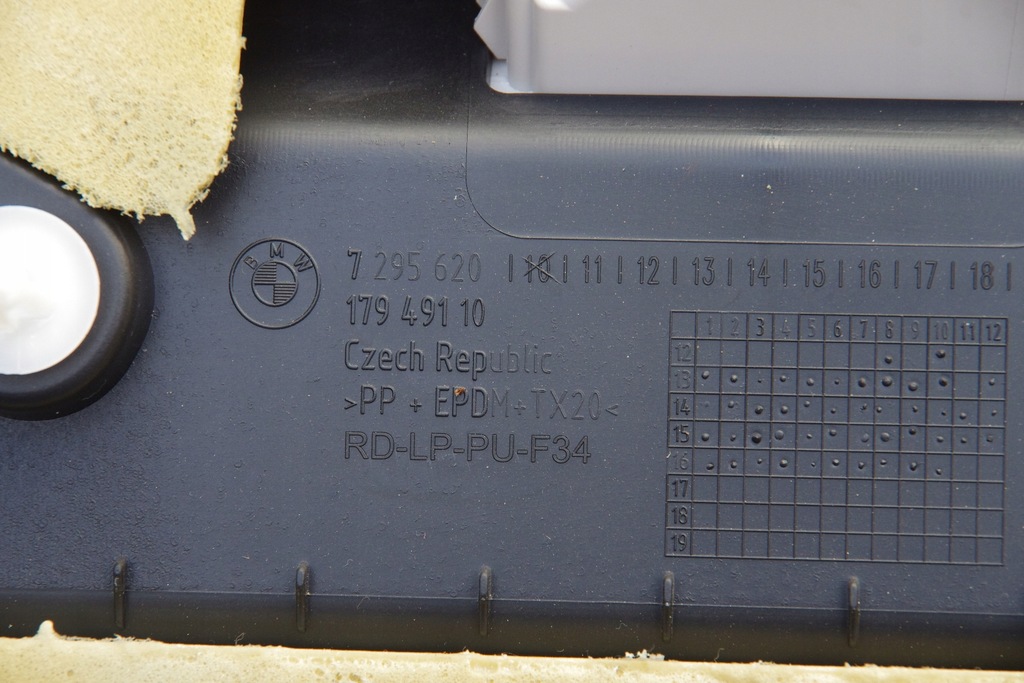 BMW
7 295 620 | 10 | 11 | 12 | 13 | 14 | 15 | 16 | 17 | 18 |
179 491 10
Czech Republic
>PP + EPDM+TX20<
RD-LP-PU-F34
1 2 3 4 5 6 7 8 9 10 11 12
12
13
14
15
16
17
18
19